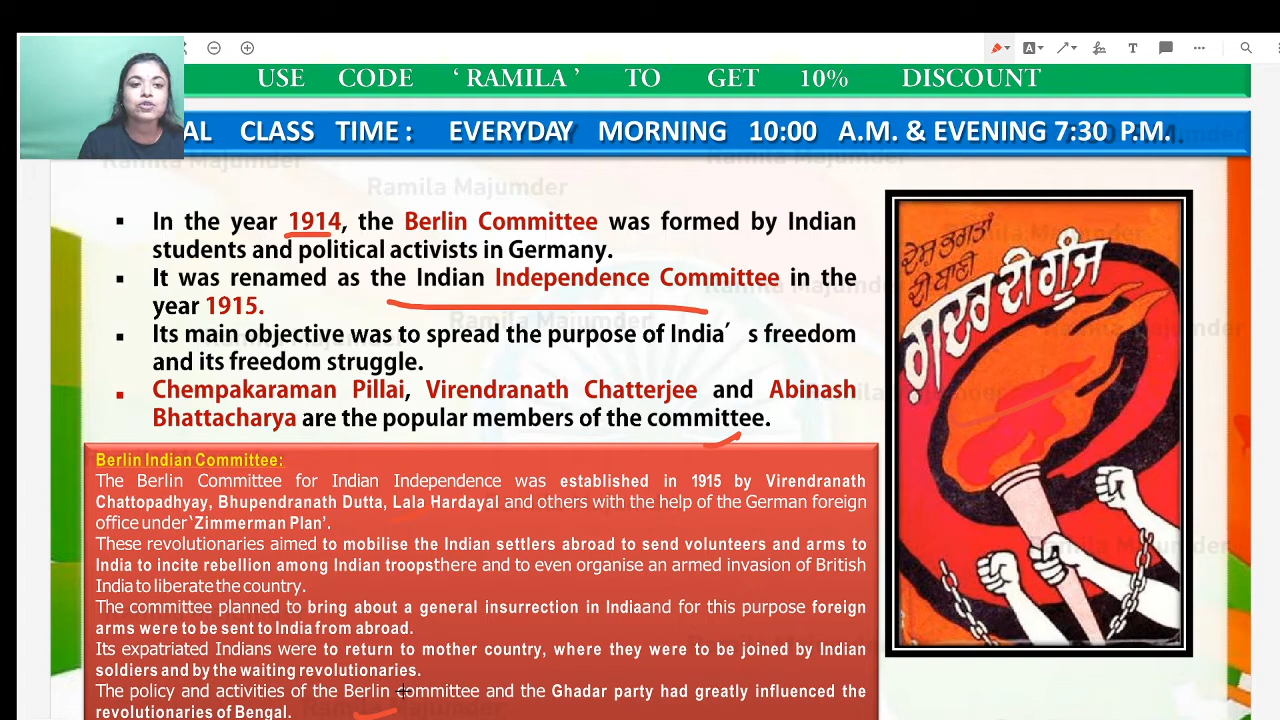 USE CODE ‘ RAMILA ’ TO GET 10% DISCOUNT
AL CLASS TIME : EVERYDAY MORNING 10:00 A.M. & EVENING 7:30 P.M.
Ramila Majumder
Ramila Majumder
▪ In the year 1914, the Berlin Committee was formed by Indian
students and political activists in Germany.
▪ It was renamed as the Indian Independence Committee in the
year 1915.
▪ Its main objective was to spread the purpose of India’ s freedom
and its freedom struggle.
▪ Chempakaraman Pillai, Virendranath Chatterjee and Abinash
Bhattacharya are the popular members of the committee.
ਦੇਸ਼ ਭਗਤਾਂ
ਦੀ ਬਾਣੀ
ਗ਼ਦਰ ਦੀ ਗੂੰਜ
Berlin Indian Committee:
The Berlin Committee for Indian Independence was established in 1915 by Virendranath
Chattopadhyay, Bhupendranath Dutta, Lala Hardayal and others with the help of the German foreign
office under‘Zimmerman Plan’.
These revolutionaries aimed to mobilise the Indian settlers abroad to send volunteers and arms to
India to incite rebellion among Indian troopsthere and to even organise an armed invasion of British
India to liberate the country.
The committee planned to bring about a general insurrection in Indiaand for this purpose foreign
arms were to be sent to India from abroad.
Its expatriated Indians were to return to mother country, where they were to be joined by Indian
soldiers and by the waiting revolutionaries.
The policy and activities of the Berlin committee and the Ghadar party had greatly influenced the
revolutionaries of Bengal.